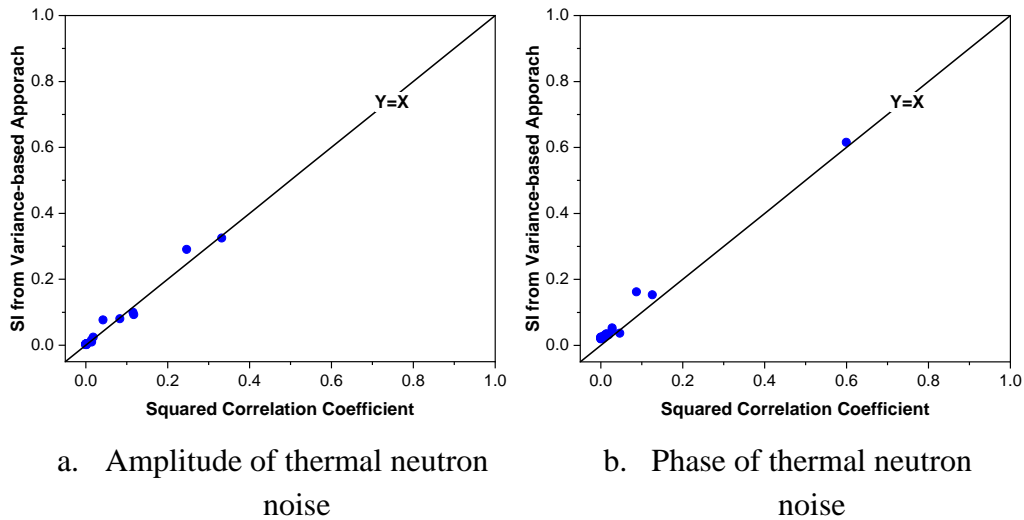 1.0
0.8
0.6
0.4
0.2
0.0
SI from Variance-based Apporach
Y=X
0.0 0.2 0.4 0.6 0.8 1.0
Squared Correlation Coefficient
a. Amplitude of thermal neutron
noise
1.0
0.8
0.6
0.4
0.2
0.0
SI from Variance-based Apporach
Y=X
0.0 0.2 0.4 0.6 0.8 1.0
Squared Correlation Coefficient
b. Phase of thermal neutron
noise